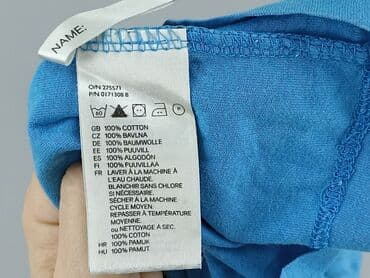 NAME:
O/N 275571
P/N 0171308 8
60
P
GB 100% COTTON
CZ 100% BAVLNA
DE 100% BAUMWOLLE
EE 100% PUUVILL
ES 100% ALGODÓN
FI 100% PUUVILLAA
FR LAVER À LA MACHINE À
L'EAU CHAUDE.
BLANCHIR SANS CHLORE
SI NÉCESSAIRE.
SÉCHER À LA MACHINE
CYCLE MOYEN.
REPASSER À TEMPÉRATURE
MOYENNE.
ou NETTOYAGE À SEC.
100% COTON
HR 100% PAMUK
HU 100% PAMUT